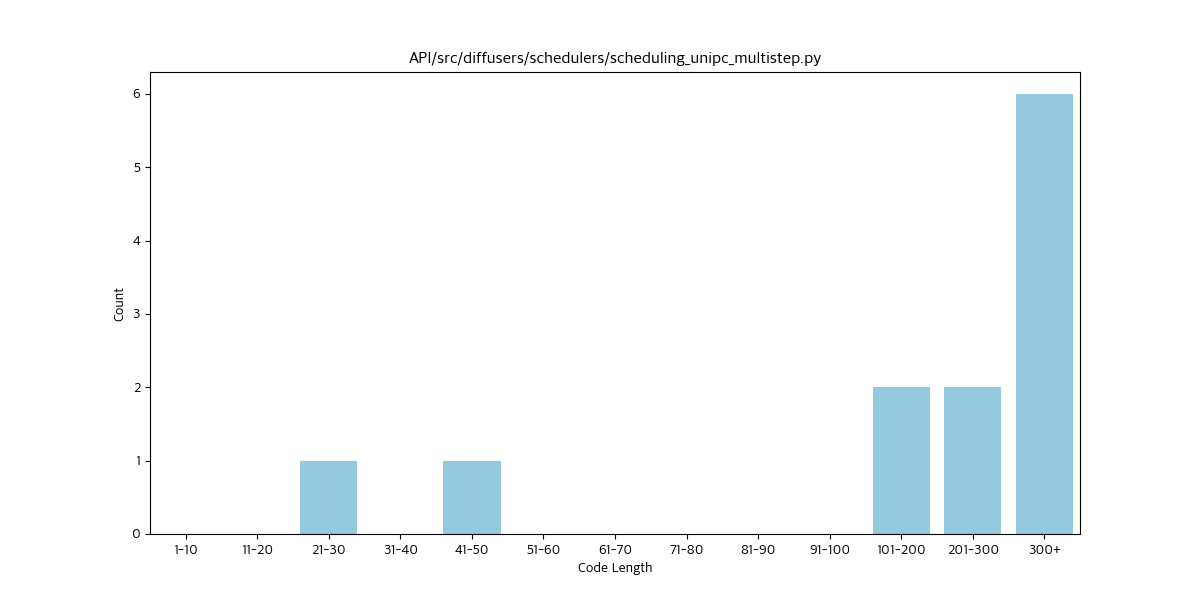 API/src/diffusers/schedulers/scheduling_unipc_multistep.py
6
5
4
3
2
1
0
Count
1-10 11-20 21-30 31-40 41-50 51-60 61-70 71-80 81-90 91-100 101-200 201-300 300+
Code Length